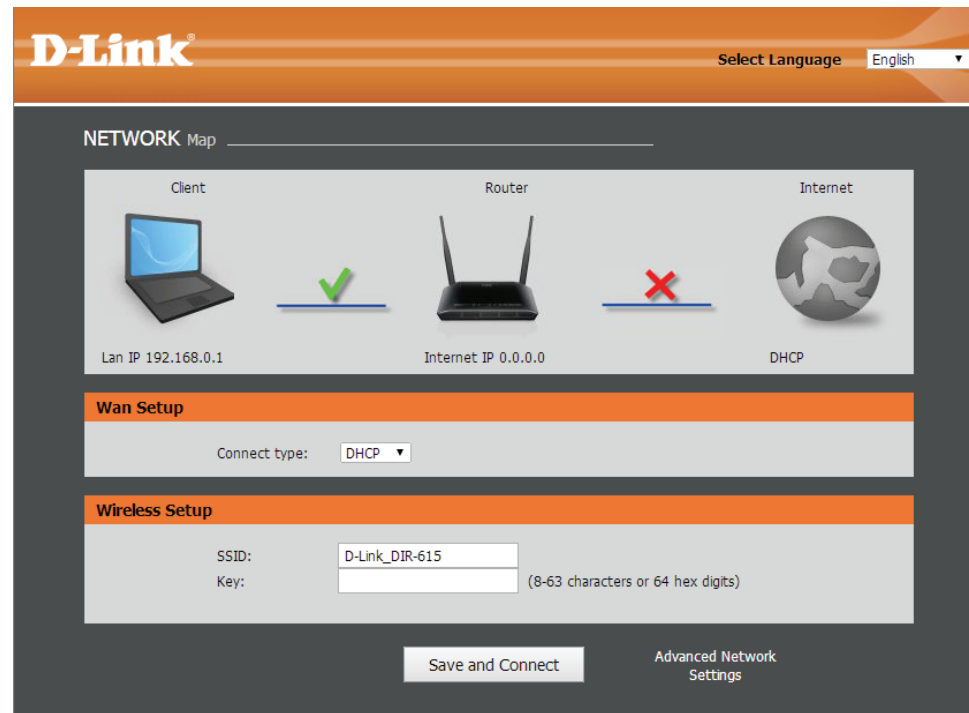 D-Link®
Select Language English
NETWORK Map
Client Router Internet
Lan IP 192.168.0.1 Internet IP 0.0.0.0 DHCP
Wan Setup
Connect type: DHCP
Wireless Setup
SSID: D-Link_DIR-615
Key: (8-63 characters or 64 hex digits)
Save and Connect
Advanced Network
Settings